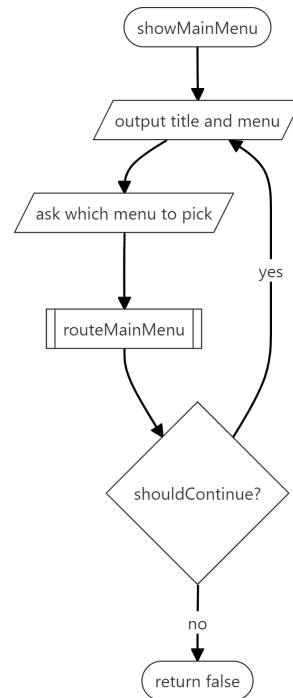 showMainMenu
output title and menu
ask which menu to pick
yes
routeMainMenu
shouldContinue?
no
return false